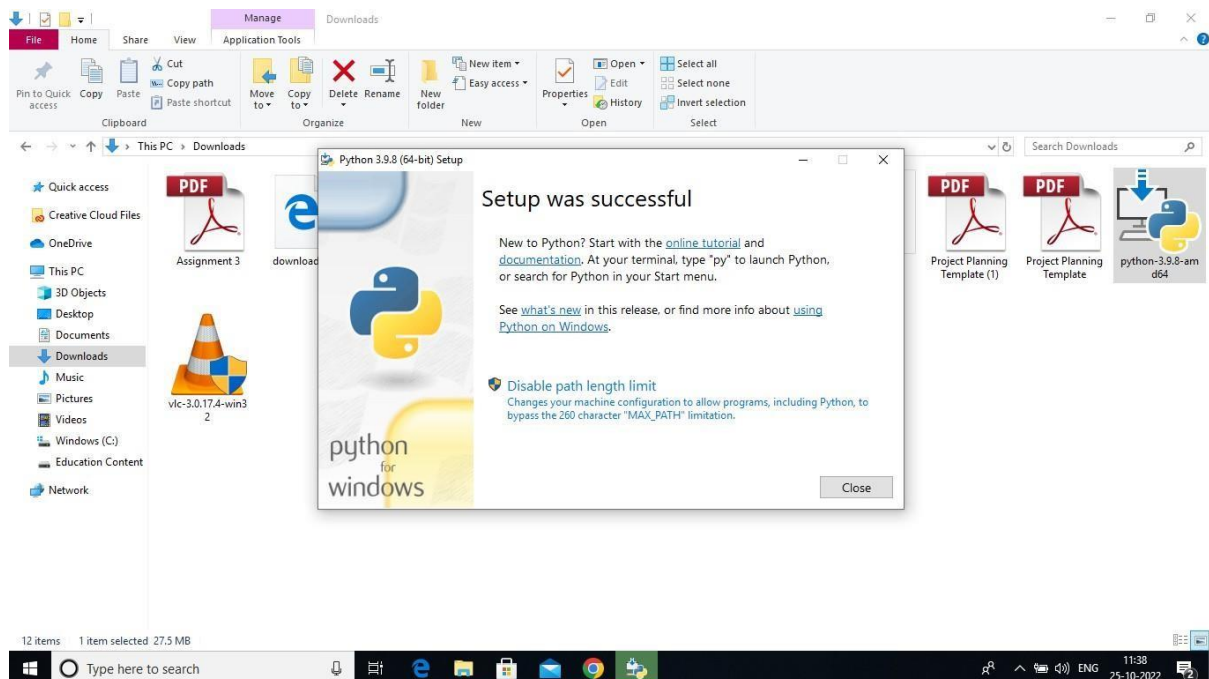 Manage
Downloads
File
Home
Share
View
Application Tools
Pin to Quick access
Copy
Paste
Cut
Copy path
Paste shortcut
Clipboard
Move to
Copy to
Delete
Rename
Organize
New folder
New item
Easy access
New
Properties
Open
Edit
History
Open
Select all
Select none
Invert selection
Select
This PC > Downloads
Search Downloads
Quick access
Creative Cloud Files
OneDrive
This PC
3D Objects
Desktop
Documents
Downloads
Music
Pictures
Videos
Windows (C:)
Education Content
Network
PDF
Assignment 3
download
vlc-3.0.17.4-win3
2
Python 3.9.8 (64-bit) Setup
Setup was successful
New to Python? Start with the online tutorial and
documentation. At your terminal, type "py" to launch Python,
or search for Python in your Start menu.
See what's new in this release, or find more info about using
Python on Windows.
Disable path length limit
Changes your machine configuration to allow programs, including Python, to
bypass the 260 character "MAX_PATH" limitation.
python
for
windows
Close
PDF
Project Planning
Template (1)
PDF
Project Planning
Template
python-3.9.8-am
d64
12 items
1 item selected 27.5 MB
Type here to search
ENG
11:38
25-10-2022
2